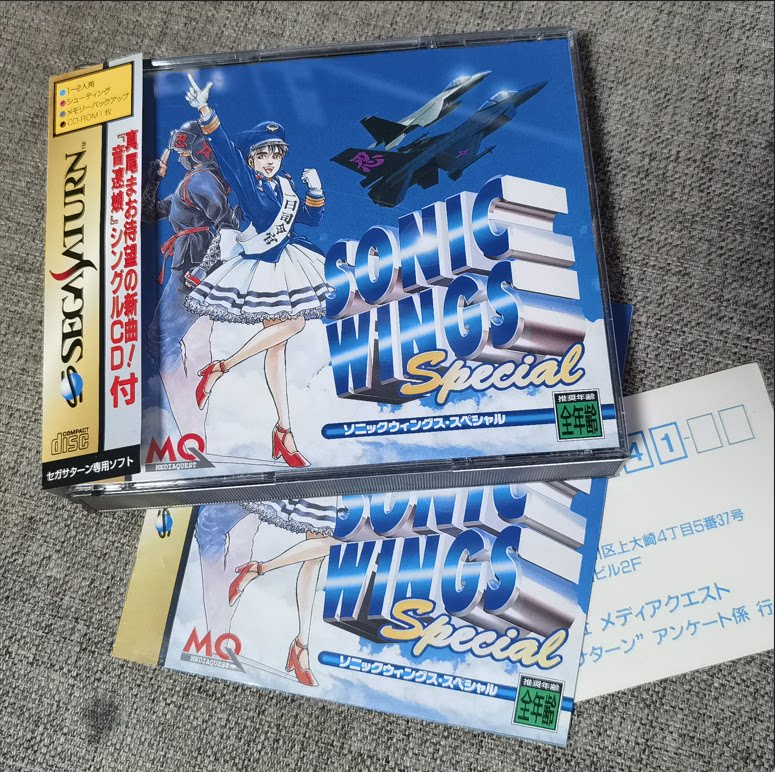 1〜2人用
シューティング
メモリーバックアップ
CD-ROM1枚
SEGA SATURN™
真尾まお待望の新曲!
『音速娘』シングルCD付
COMPACT
disc
セガサターン専用ソフト
忍
一日司令官
SONIC
WINGS
Special
ソニックウィングス・スペシャル
推奨年齢
全年齢
MQ
MEDIAQUEST
SONIC
WINGS
Special
ソニックウィングス・スペシャル
推奨年齢
全年齢
MQ
MEDIAQUEST
41-
区上大崎4丁目5番37号
ビル2F
メディアクエスト
サターン" アンケート係 行